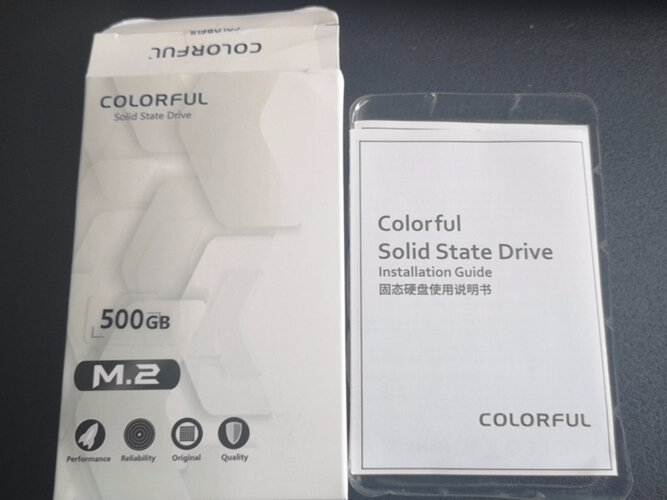 COLORFUL
COLORFUL
COLORFUL
Solid State Drive
500GB
M.2
Performance
Reliability
Original
Quality
Colorful
Solid State Drive
Installation Guide
固态硬盘使用说明书
COLORFUL